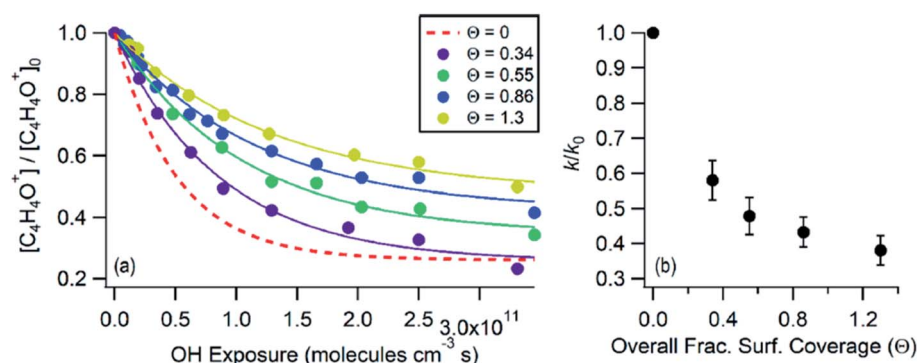 1.0
0.8
0.6
0.4
0.2
[C₄H₄O⁺] / [C₄H₄O⁺]₀
(a)
Θ = 0
Θ = 0.34
Θ = 0.55
Θ = 0.86
Θ = 1.3
0.0 0.5 1.0 1.5 2.0 2.5 3.0x10¹¹
OH Exposure (molecules cm⁻³ s)
1.0
0.9
0.8
0.7
0.6
0.5
0.4
0.3
k/k₀
(b)
0.0 0.4 0.8 1.2
Overall Frac. Surf. Coverage (Θ)